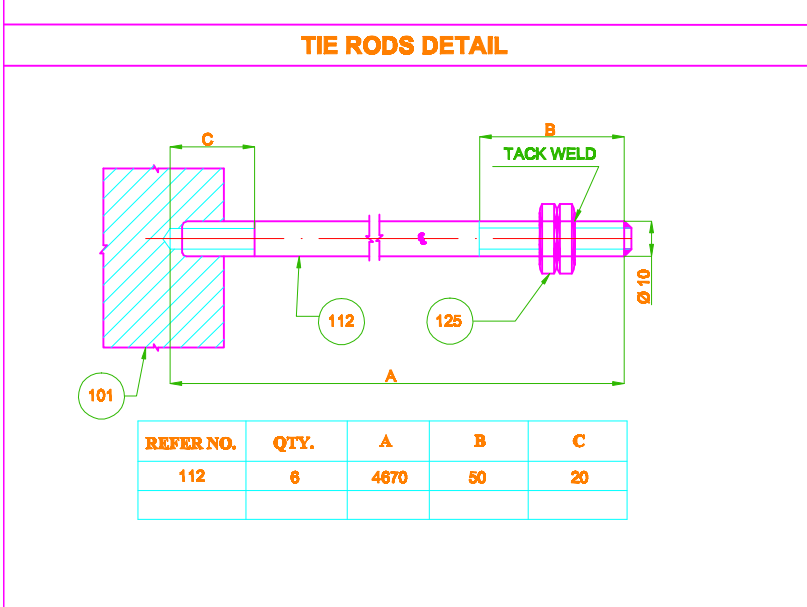 TIE RODS DETAIL
C
B
TACK WELD
Ø 10
112
125
A
101
REFER NO. QTY. A B C
112 6 4670 50 20